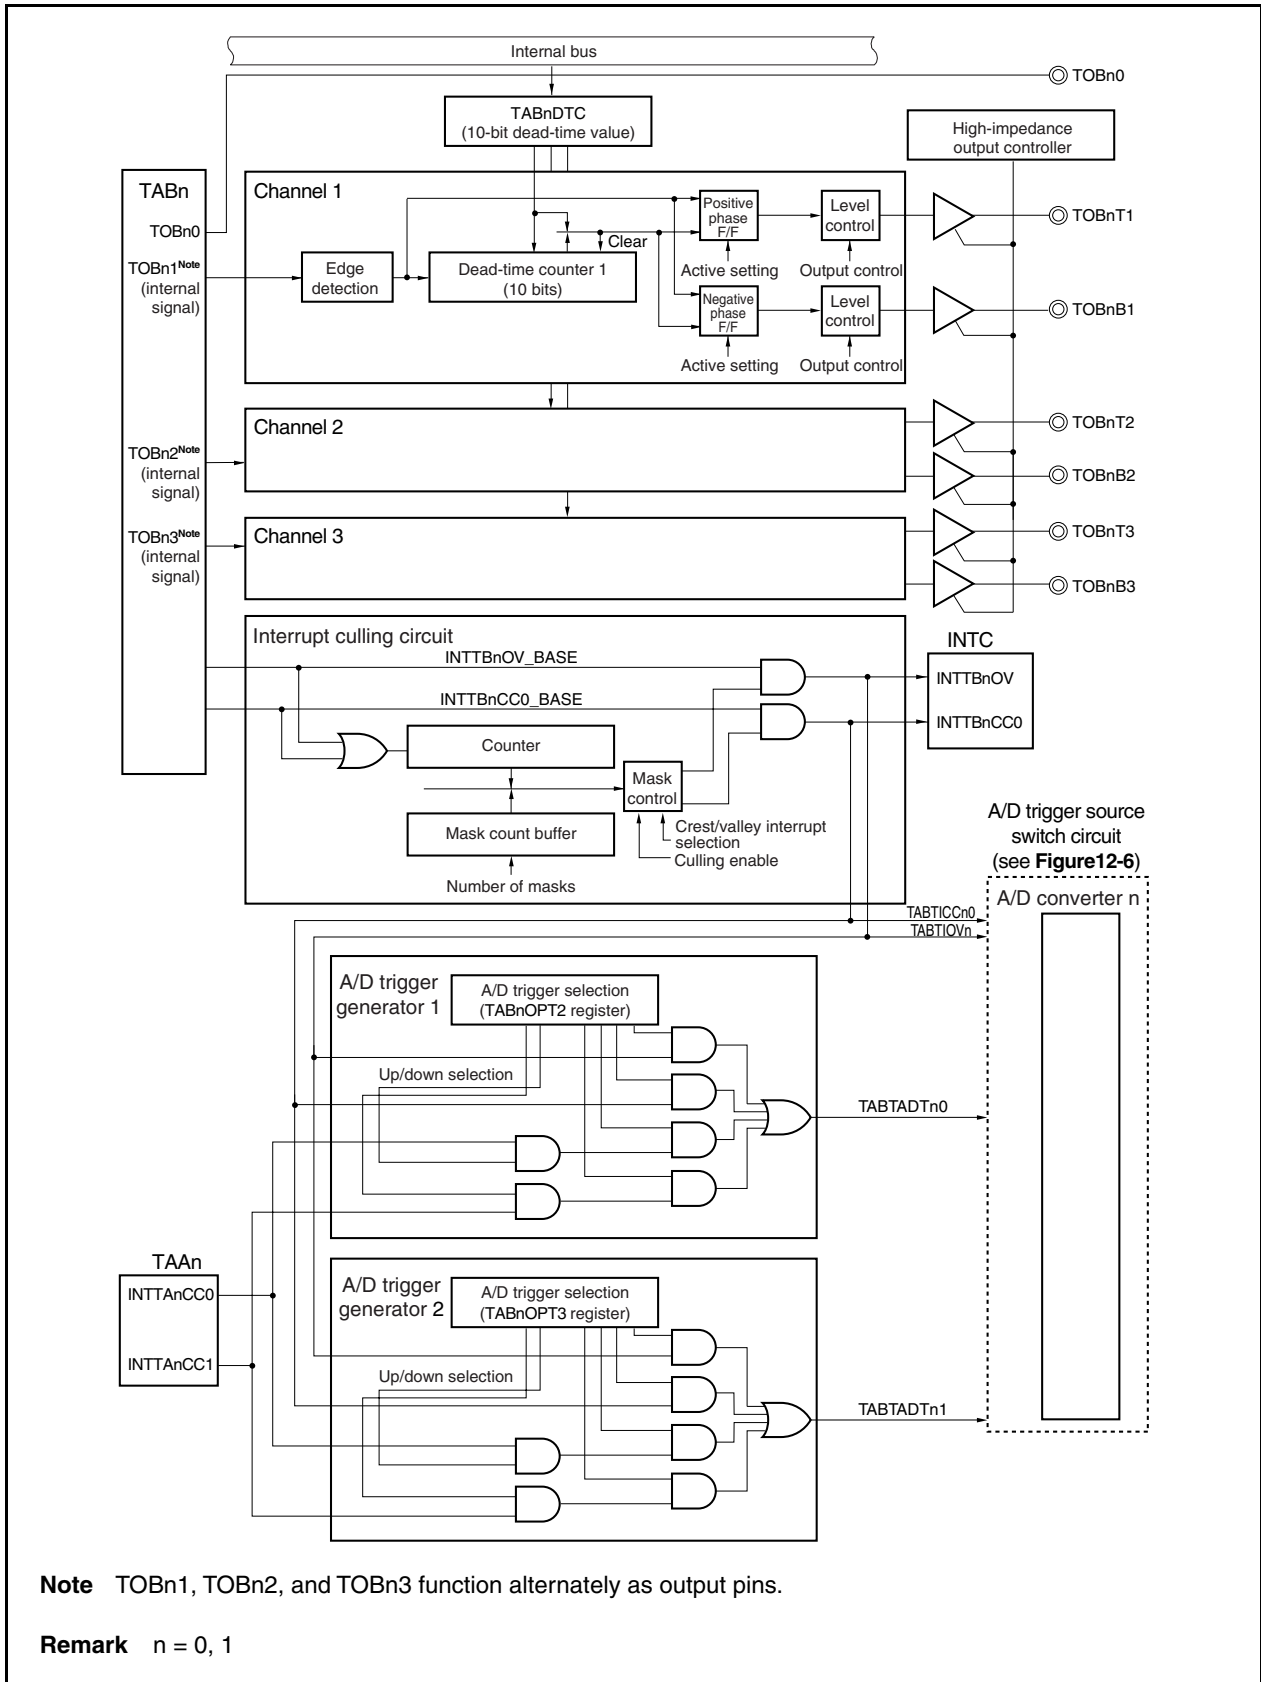 Internal bus
TOBn0
TABnDTC
(10-bit dead-time value)
High-impedance
output controller
TABn
TOBn0
TOBn1Note
(internal
signal)
TOBn2Note
(internal
signal)
TOBn3Note
(internal
signal)
Channel 1
Edge
detection
Dead-time counter 1
(10 bits)
Clear
Positive
phase
F/F
Active setting
Level
control
Output control
TOBnT1
Negative
phase
F/F
Active setting
Level
control
Output control
TOBnB1
Channel 2
TOBnT2
TOBnB2
Channel 3
TOBnT3
TOBnB3
Interrupt culling circuit
INTTBnOV_BASE
INTTBnCC0_BASE
Counter
Mask count buffer
Number of masks
Mask
control
Crest/valley interrupt
selection
Culling enable
INTC
INTTBnOV
INTTBnCC0
A/D trigger source
switch circuit
(see Figure12-6)
A/D converter n
TABTICCn0
TABTIOVn
A/D trigger
generator 1
A/D trigger selection
(TABnOPT2 register)
Up/down selection
TABTADTn0
TAAn
INTTAnCC0
INTTAnCC1
A/D trigger
generator 2
A/D trigger selection
(TABnOPT3 register)
Up/down selection
TABTADTn1
Note TOBn1, TOBn2, and TOBn3 function alternately as output pins.
Remark n = 0, 1